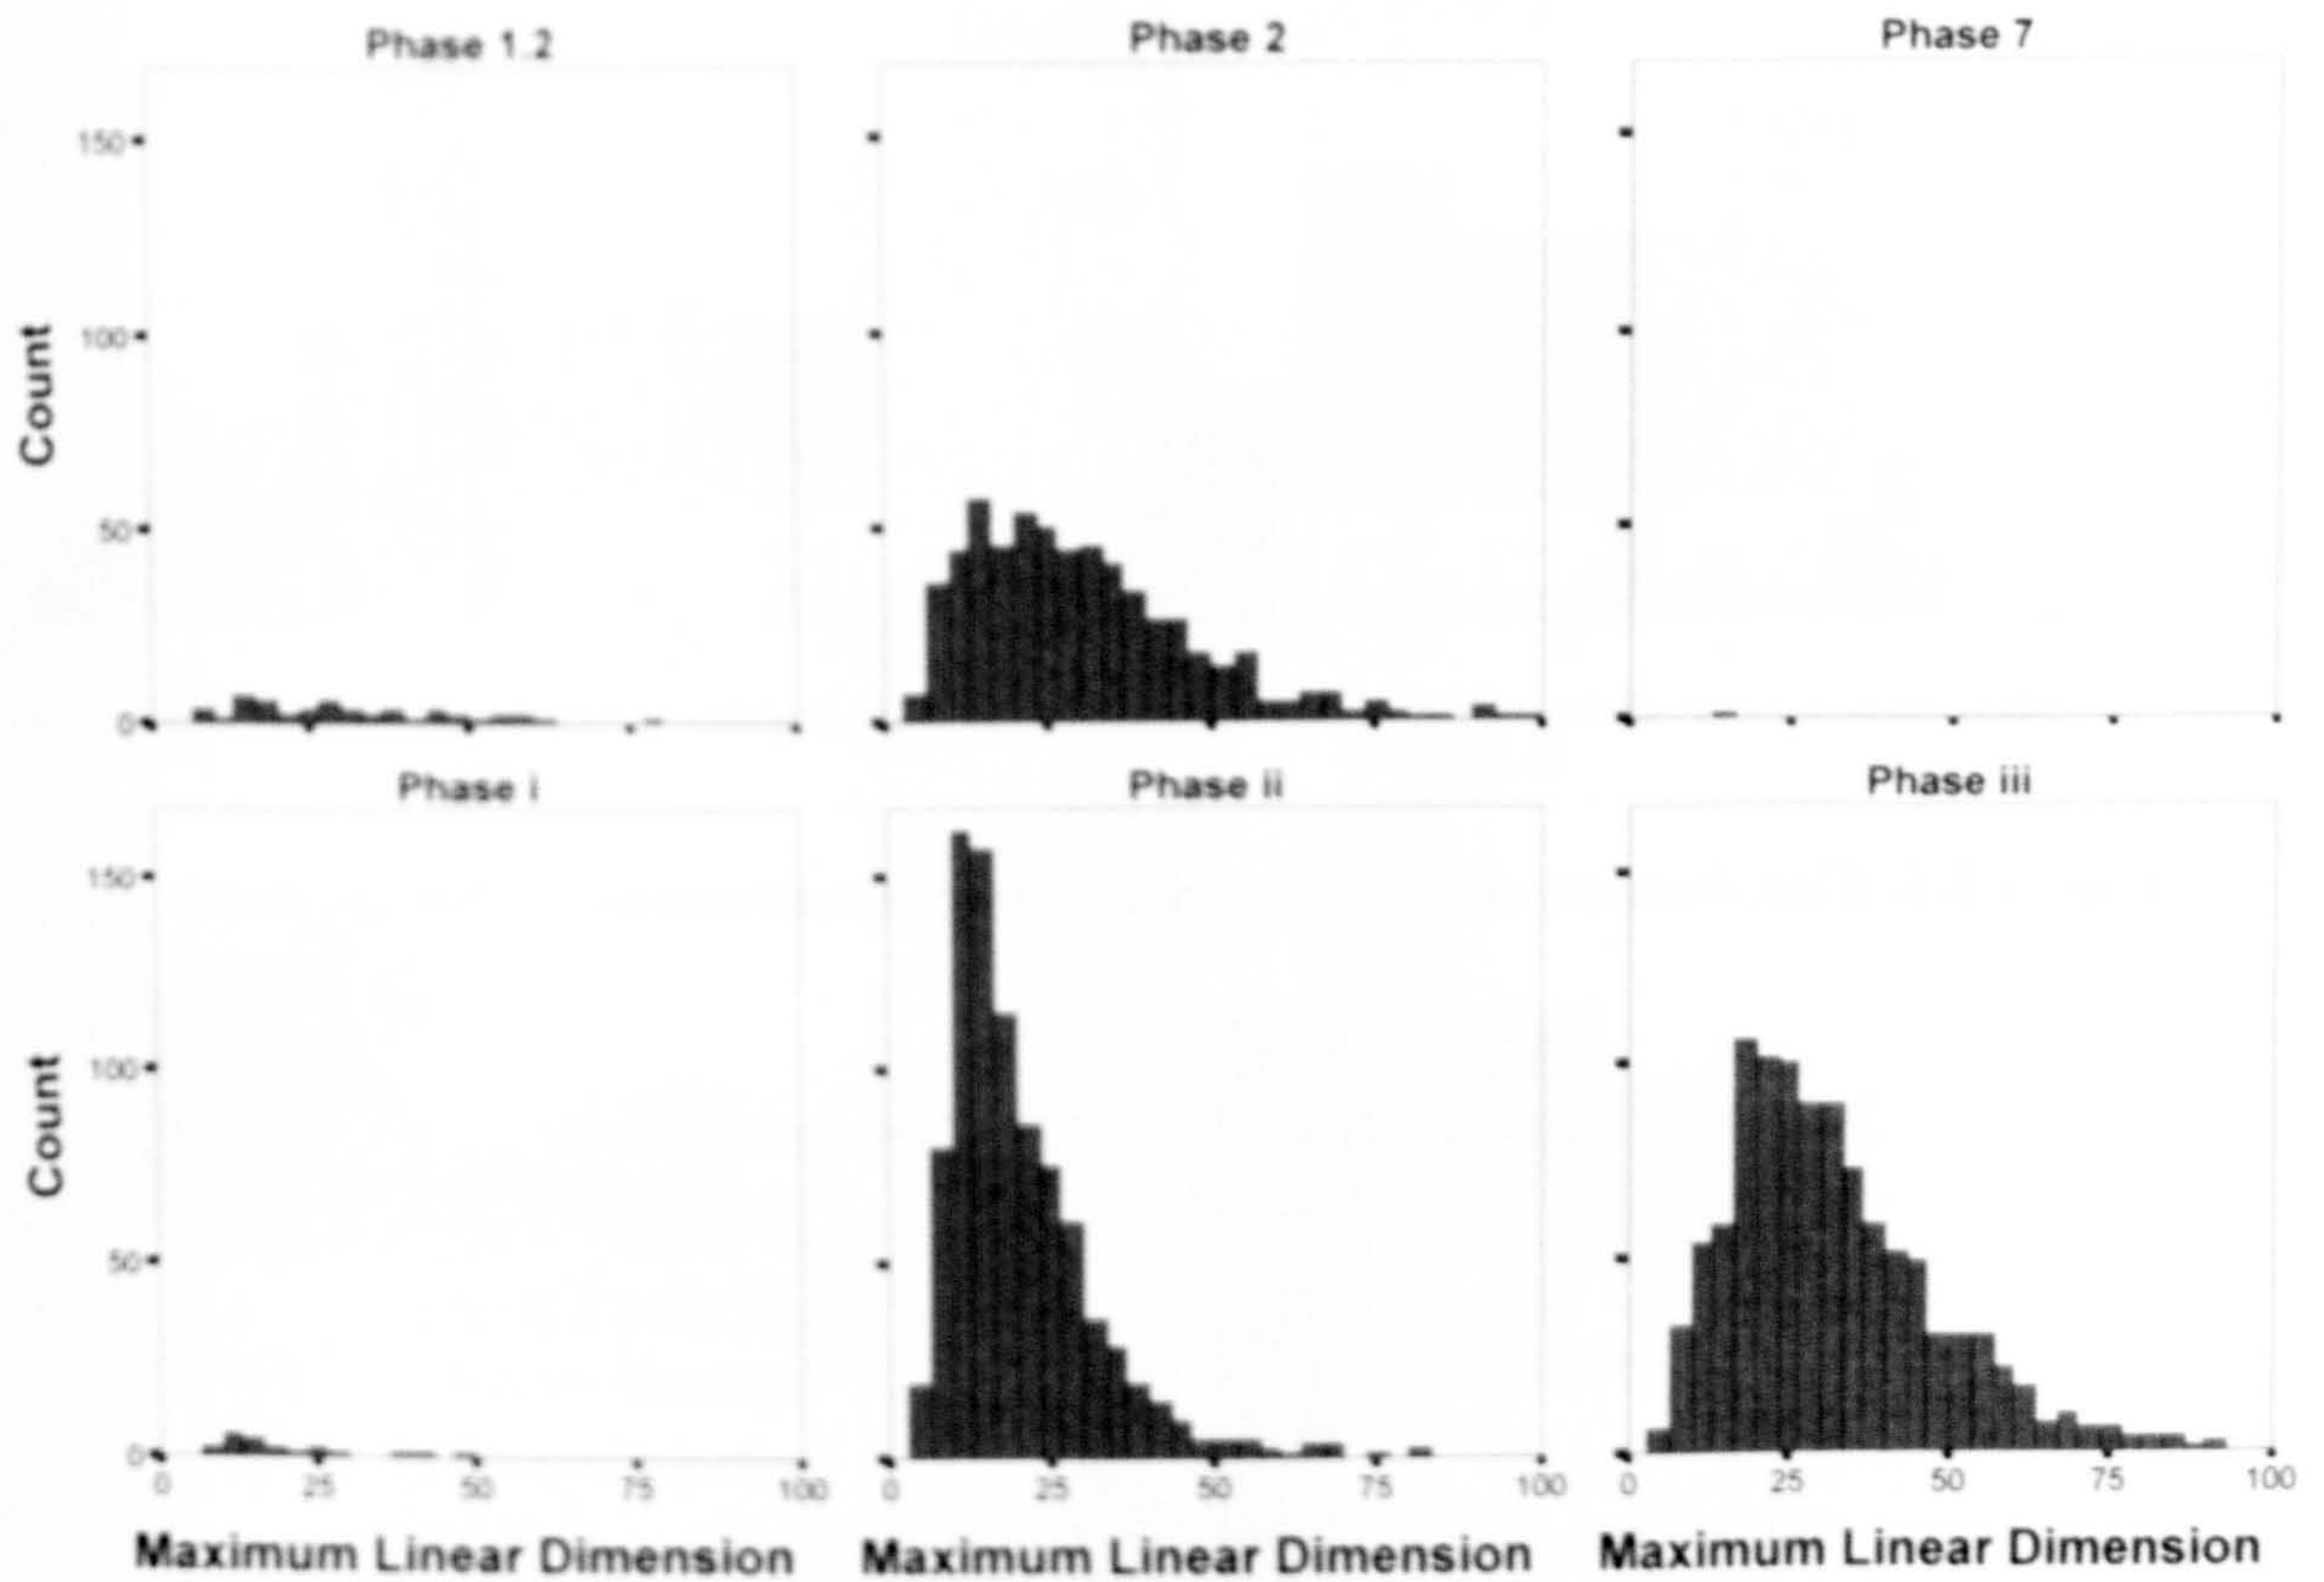 Phase 1.2
Phase 2
Phase 7
Count
150
100
50
0
Phase i
Phase ii
Phase iii
Count
150
100
50
0
0 25 50 75 100
0 25 50 75 100
0 25 50 75 100
Maximum Linear Dimension
Maximum Linear Dimension
Maximum Linear Dimension